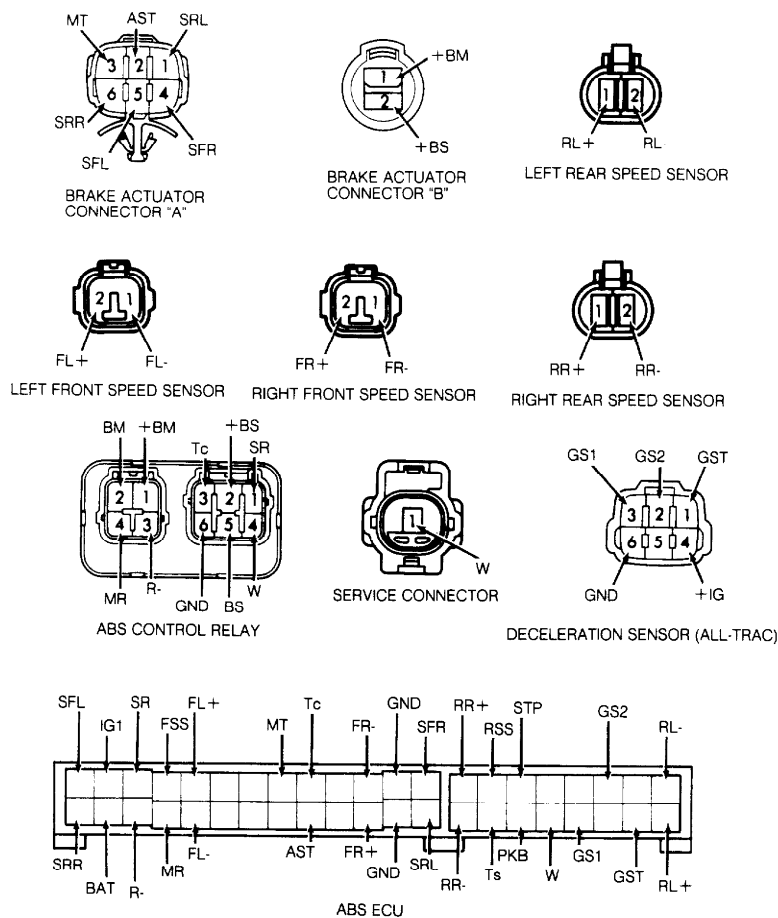 MT AST SRL
3 2 1
6 5 4
SRR SFL SFR
BRAKE ACTUATOR
CONNECTOR "A"
+BM
1
2
+BS
BRAKE ACTUATOR
CONNECTOR "B"
1 2
RL+ RL-
LEFT REAR SPEED SENSOR
2 1
FL+ FL-
LEFT FRONT SPEED SENSOR
2 1
FR+ FR-
RIGHT FRONT SPEED SENSOR
1 2
RR+ RR-
RIGHT REAR SPEED SENSOR
BM +BM Tc +BS SR
2 1 3 2 1
4 3 6 5 4
MR R- GND BS W
ABS CONTROL RELAY
1
W
SERVICE CONNECTOR
GS1 GS2 GST
3 2 1
6 5 4
GND +IG
DECELERATION SENSOR (ALL-TRAC)
SFL IG1 SR FSS FL+ MT Tc FR- GND SFR RR+ RSS STP GS2 RL-
SRR BAT R- MR FL- AST FR+ GND SRL RR- Ts PKB W GS1 GST RL+
ABS ECU